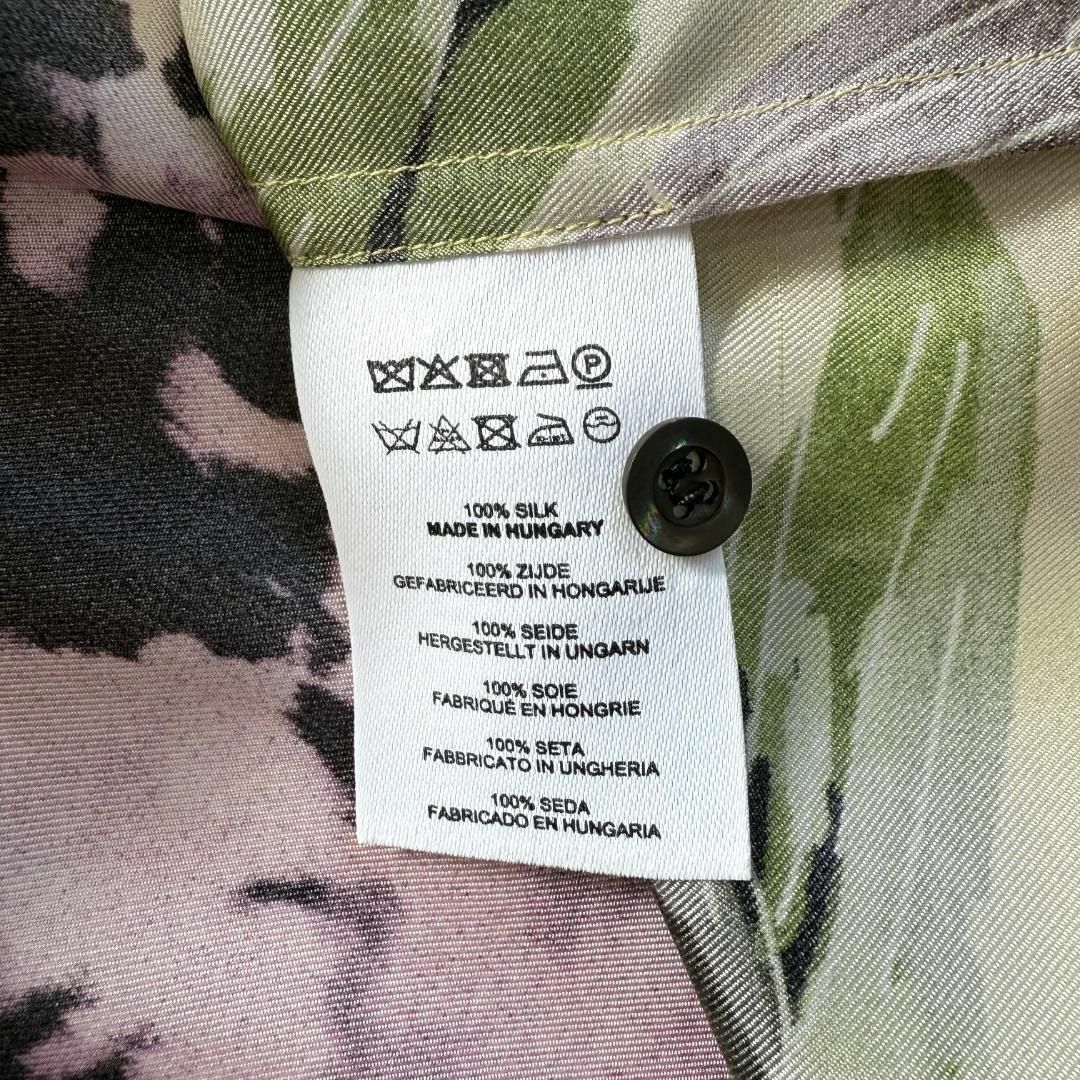 P
100% SILK
MADE IN HUNGARY
100% ZIJDE
GEFABRICEERD IN HONGARIJE
100% SEIDE
HERGESTELLT IN UNGARN
100% SOIE
FABRIQUÉ EN HONGRIE
100% SETA
FABBRICATO IN UNGHERIA
100% SEDA
FABRICADO EN HUNGARIA